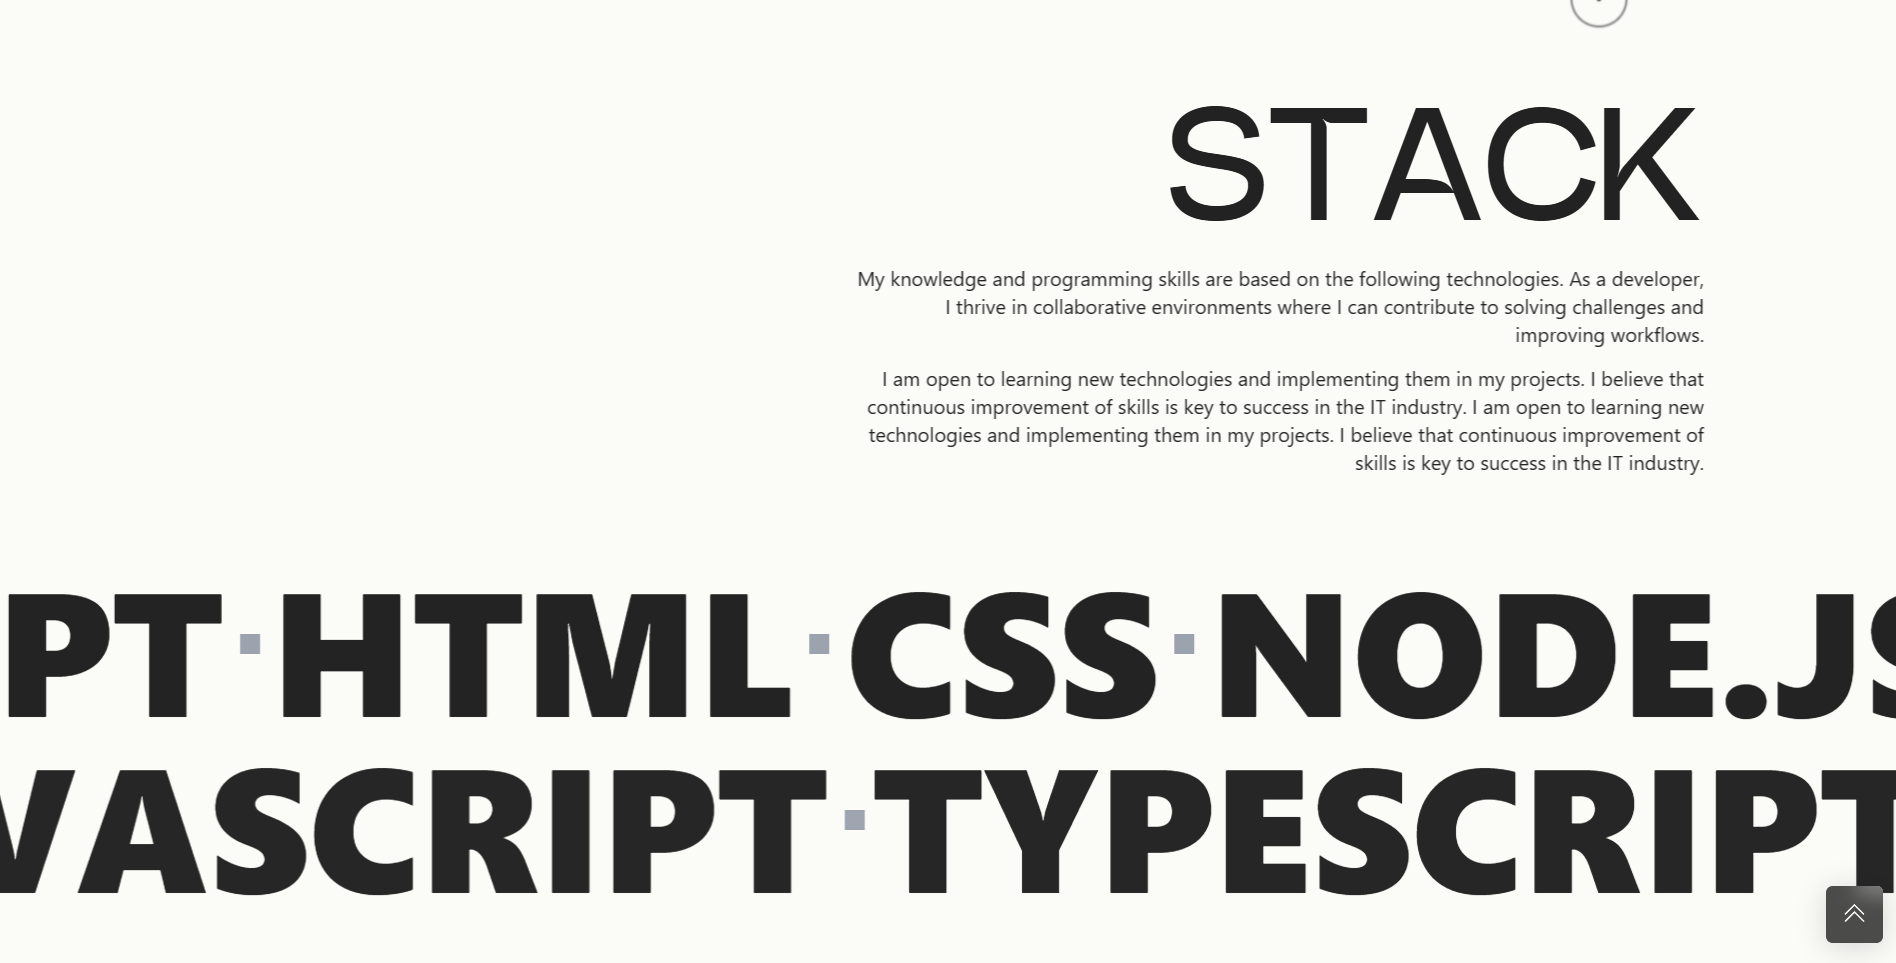 STACK
My knowledge and programming skills are based on the following technologies. As a developer,
I thrive in collaborative environments where I can contribute to solving challenges and
improving workflows.
I am open to learning new technologies and implementing them in my projects. I believe that
continuous improvement of skills is key to success in the IT industry. I am open to learning new
technologies and implementing them in my projects. I believe that continuous improvement of
skills is key to success in the IT industry.
PT▪HTML▪CSS▪NODE.JS
VASCRIPT▪TYPESCRIPT